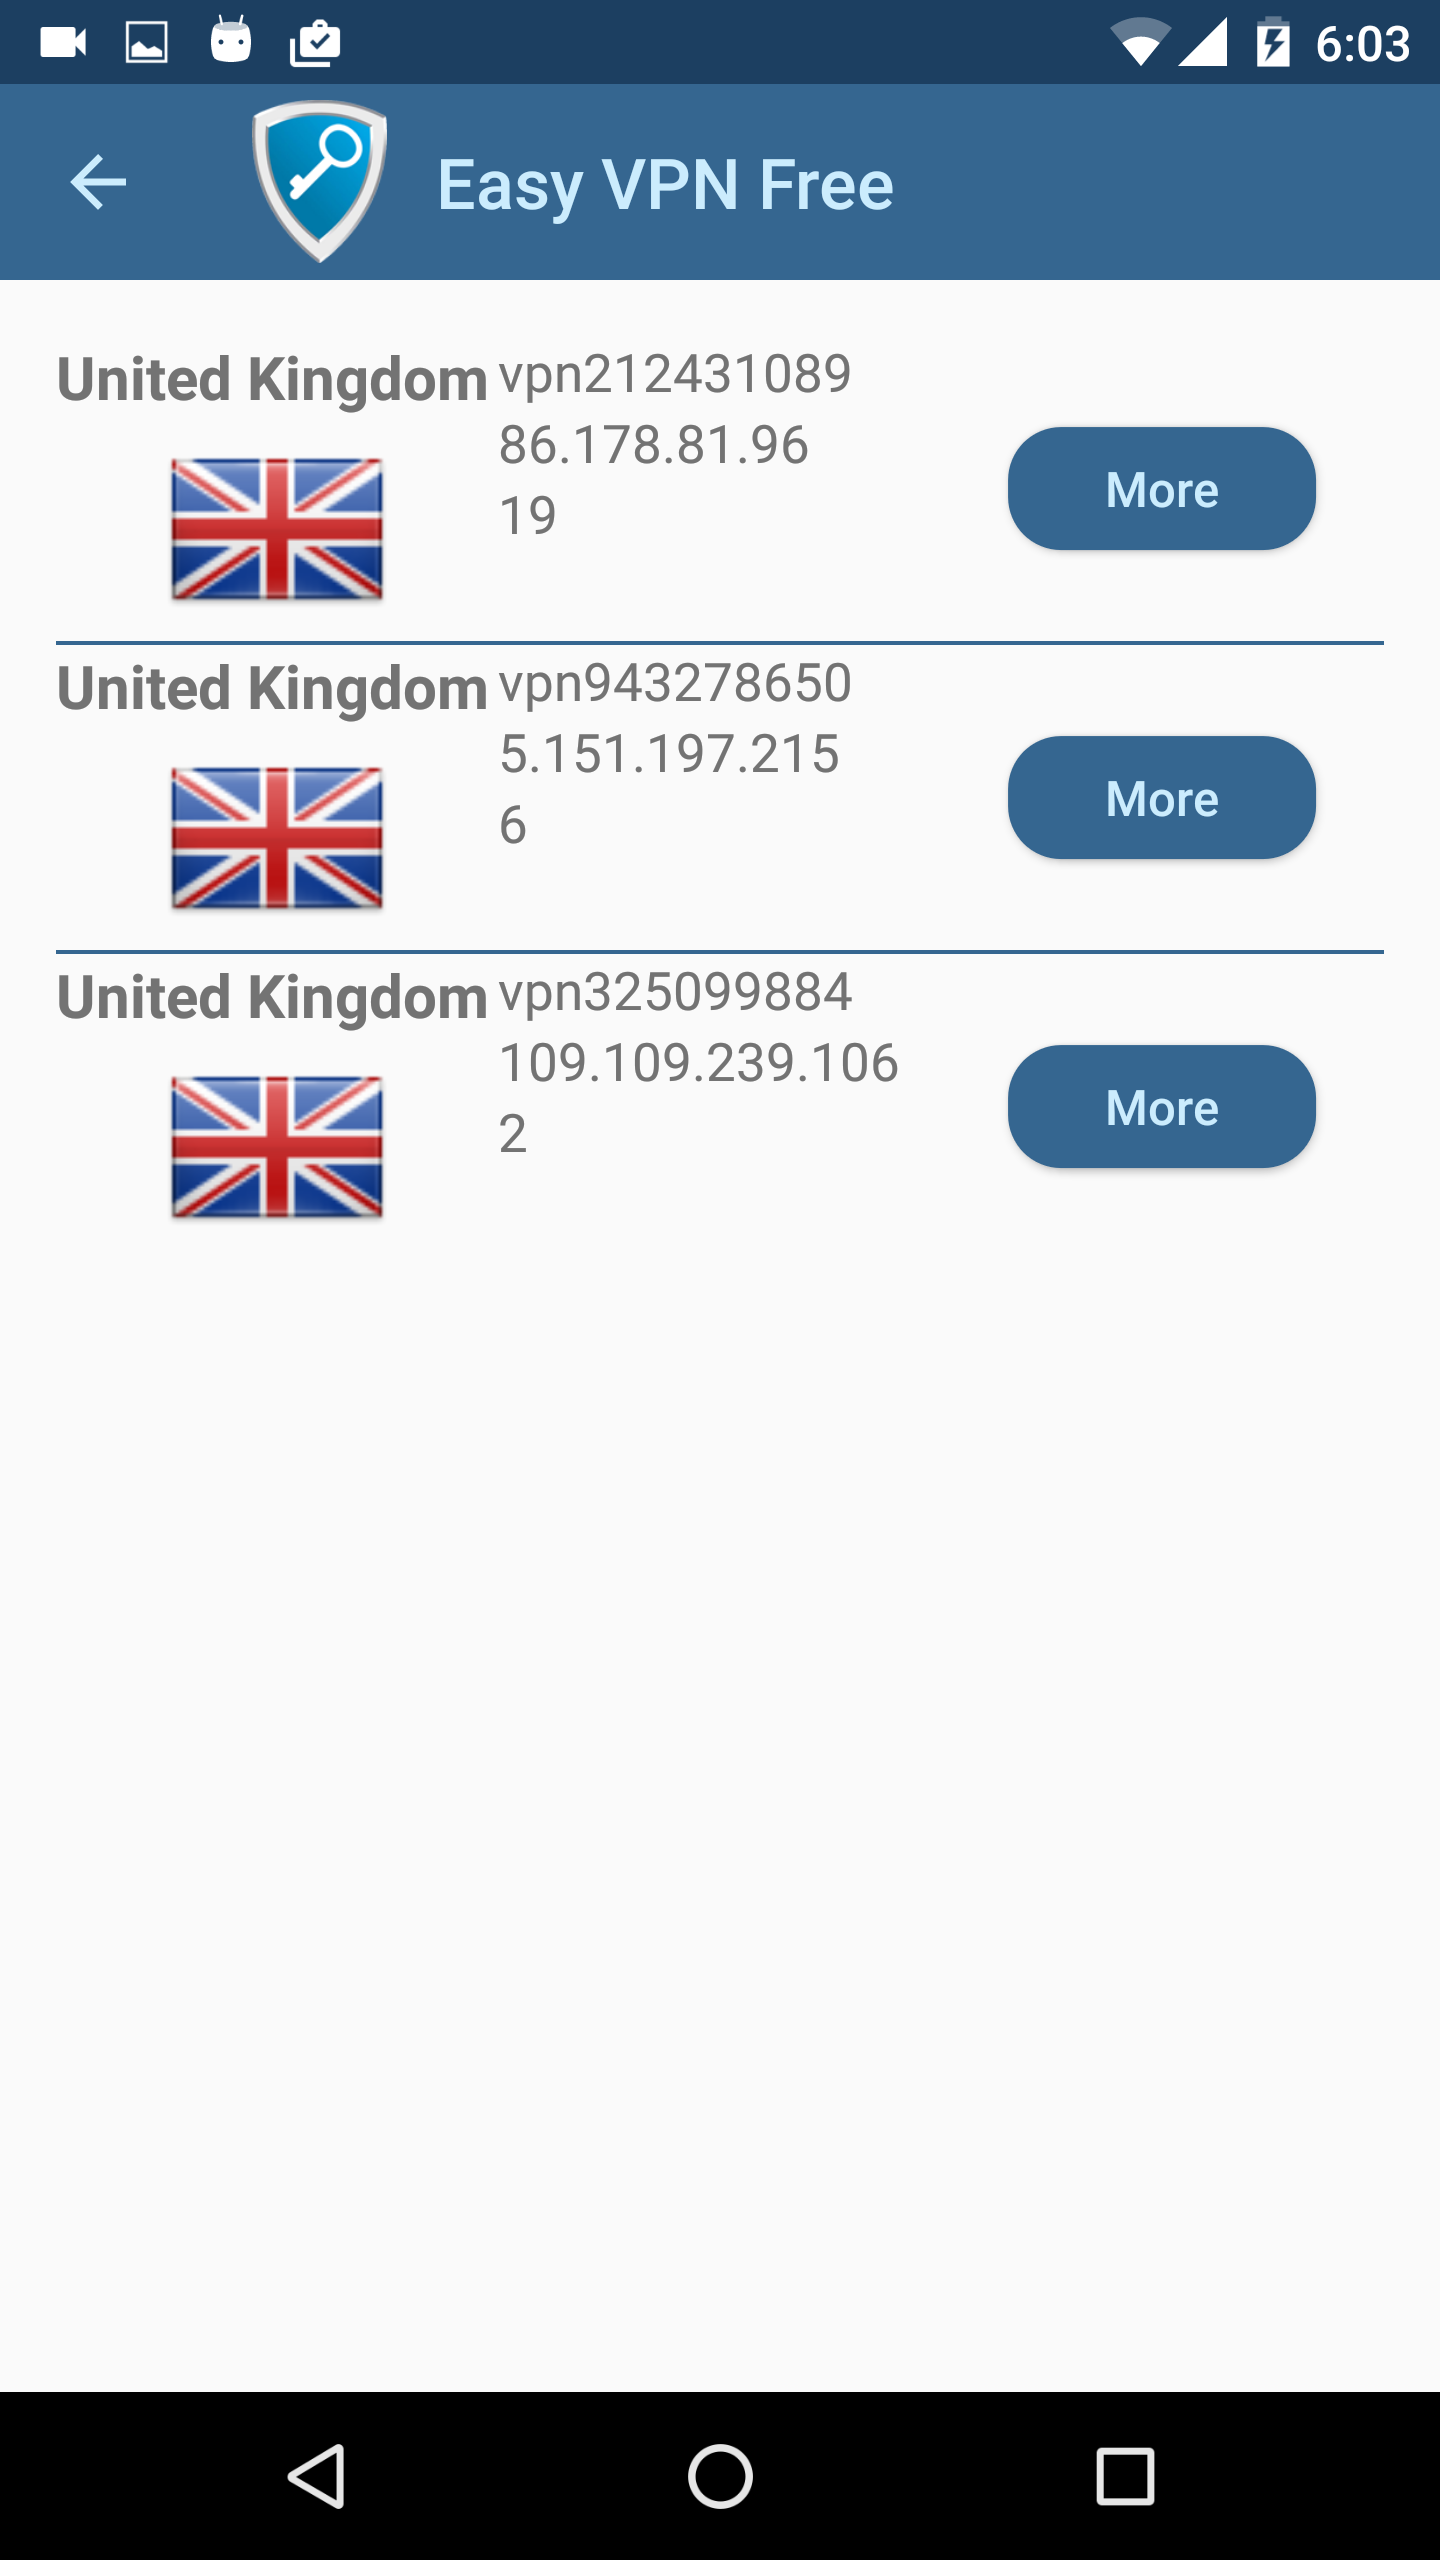 6:03
Easy VPN Free
United Kingdom
vpn212431089
86.178.81.96
19
More
United Kingdom
vpn943278650
5.151.197.215
6
More
United Kingdom
vpn325099884
109.109.239.106
2
More